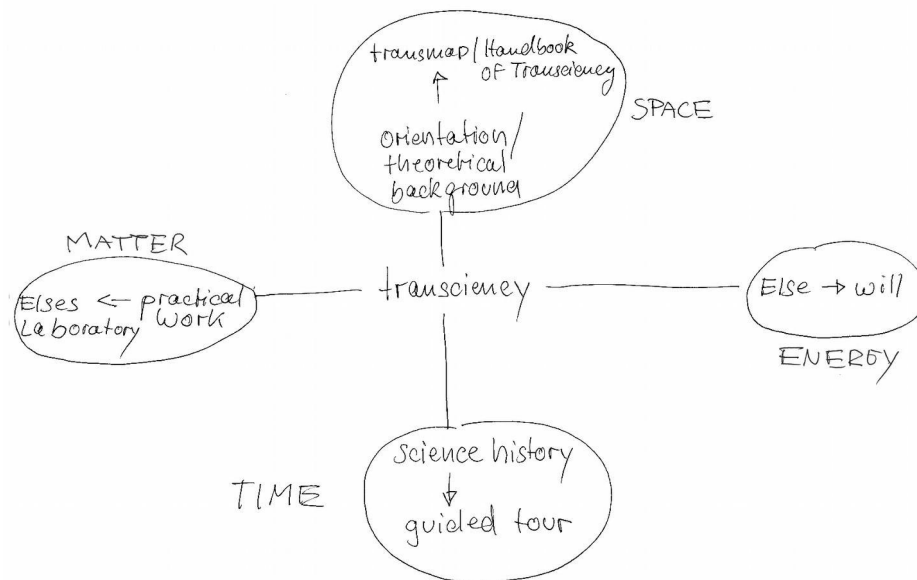 transmap/Handbook
of Transciency
↑
orientation/
theoretical
background
SPACE
MATTER
Elses ← practical
Laboratory work
transciency
Else → will
ENERGY
science history
↓
guided tour
TIME